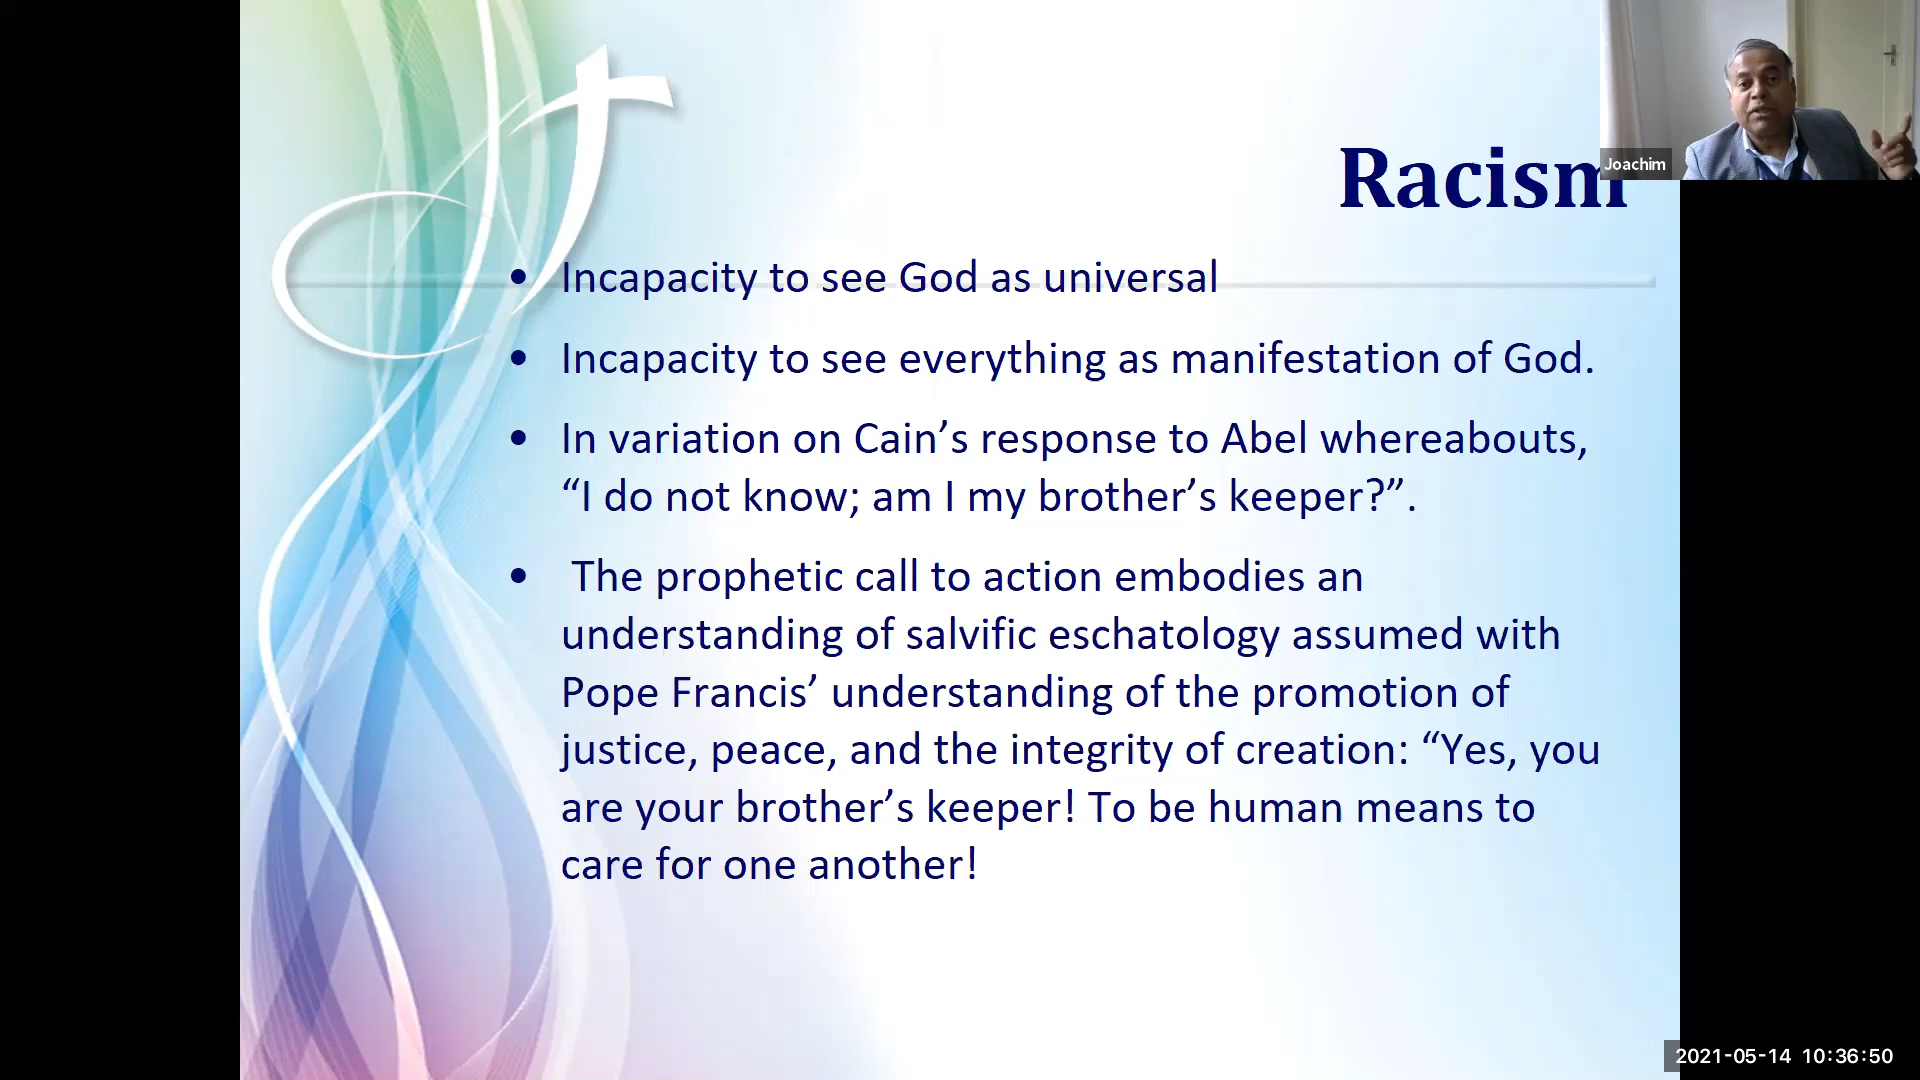 Racism
Joachim
• Incapacity to see God as universal
• Incapacity to see everything as manifestation of God.
• In variation on Cain’s response to Abel whereabouts,
“I do not know; am I my brother’s keeper?”.
• The prophetic call to action embodies an
understanding of salvific eschatology assumed with
Pope Francis’ understanding of the promotion of
justice, peace, and the integrity of creation: “Yes, you
are your brother’s keeper! To be human means to
care for one another!
2021-05-14 10:36:50